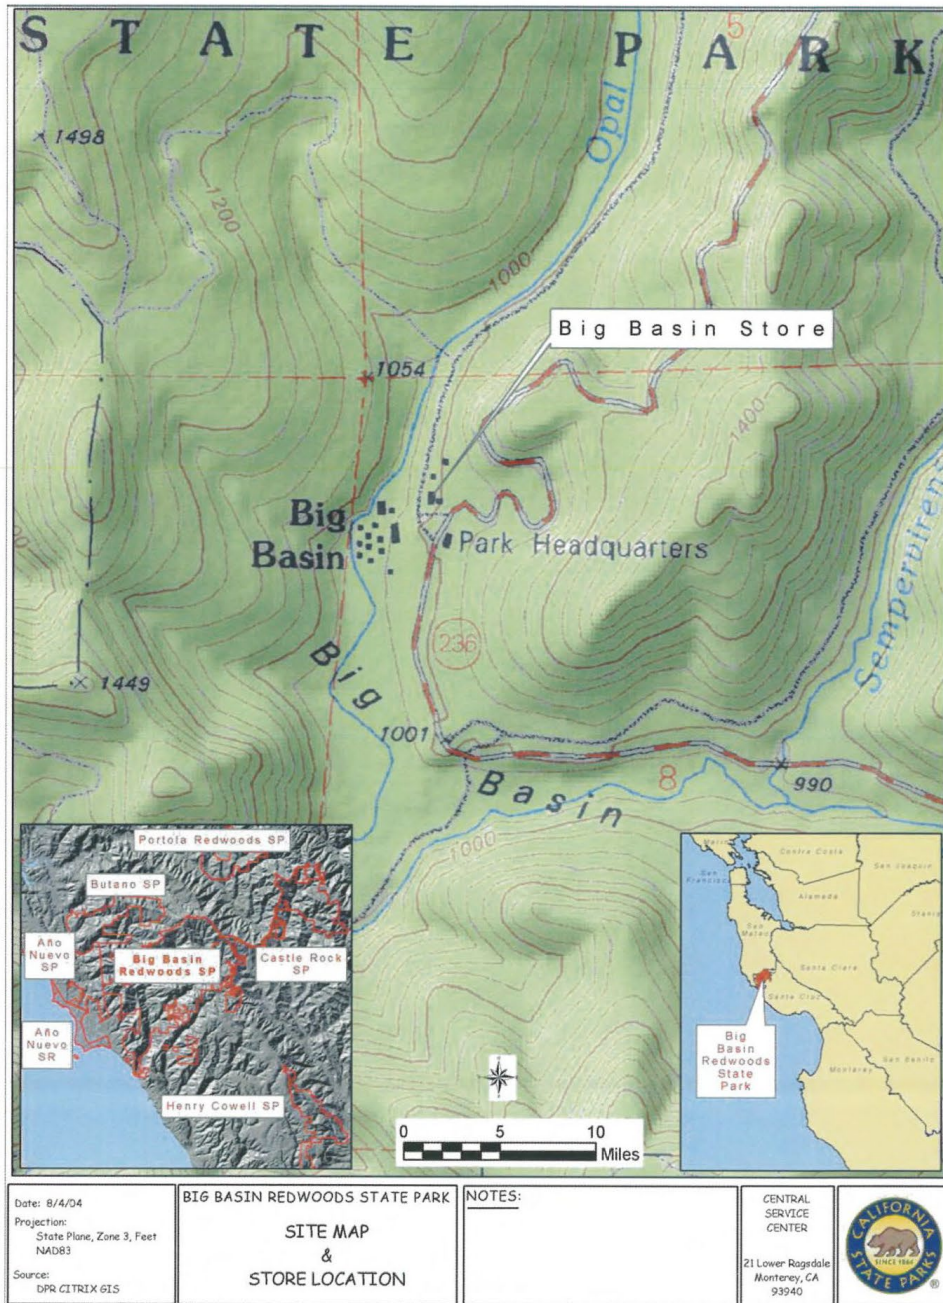 STATE PARK
5
Opal
1498
1200
1000
Big Basin Store
1054
1400
Big
Basin
Park Headquarters
Sempervirens
236
Big
Basin
1449
1001
8
990
1000
Portola Redwoods SP
Butano SP
Año
Nuevo
SP
Big Basin
Redwoods SP
Castle Rock
SP
Año
Nuevo
SR
Henry Cowell SP
Contra Costa
San
Francisco
San Joaquin
Alameda
San
Mateo
Santa Clara
Santa Cruz
Big
Basin
Redwoods
State
Park
San Benito
Monterey
0 5 10
Miles
Date: 8/4/04
Projection:
State Plane, Zone 3, Feet
NAD83
Source:
DPR CITRIX GIS
BIG BASIN REDWOODS STATE PARK
SITE MAP
&
STORE LOCATION
NOTES:
CENTRAL
SERVICE
CENTER
21 Lower Ragsdale
Monterey, CA
93940
CALIFORNIA
SINCE 1864
STATE PARKS
®